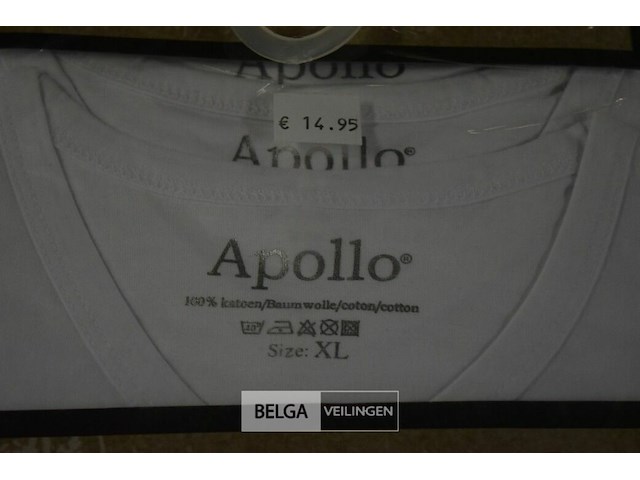 Apollo
€ 14.95
Apollo®
Apollo®
100% katoen/Baumwolle/coton/cotton
Size: XL
BELGA VEILINGEN